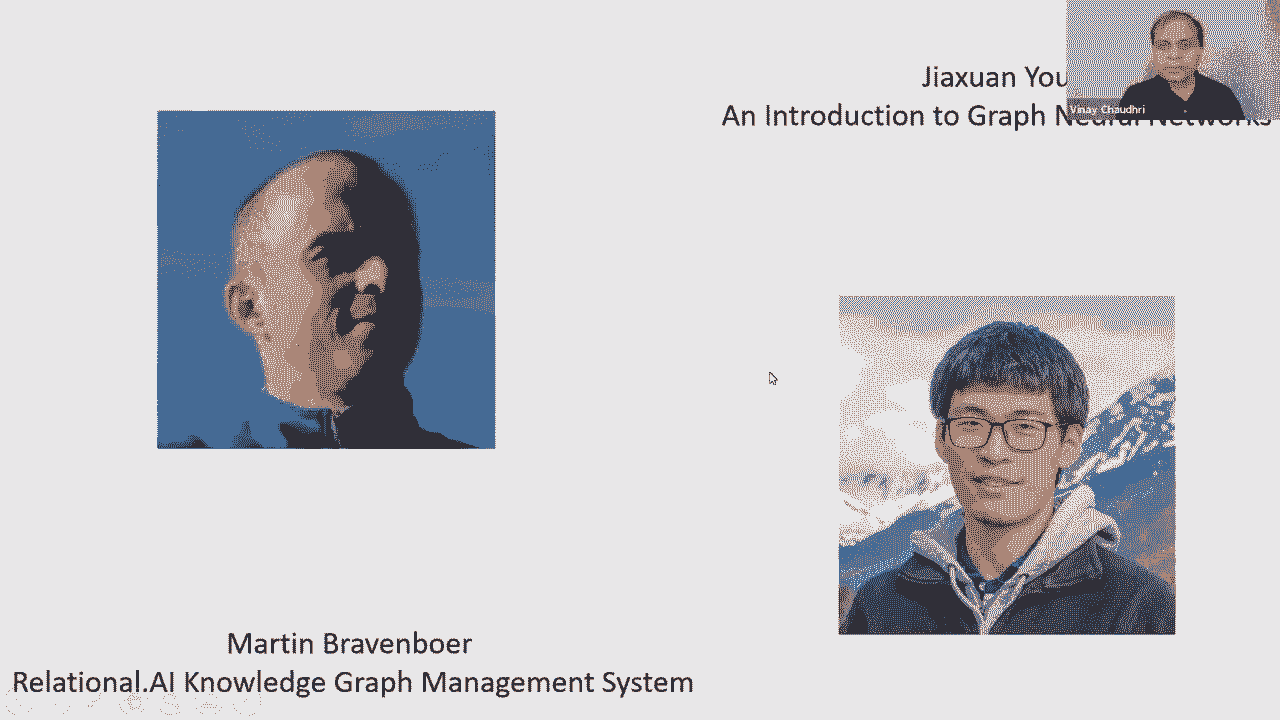 Jiaxuan You
Vinay Chaudhri
An Introduction to Graph Neural Networks
Martin Bravenboer
Relational.AI Knowledge Graph Management System